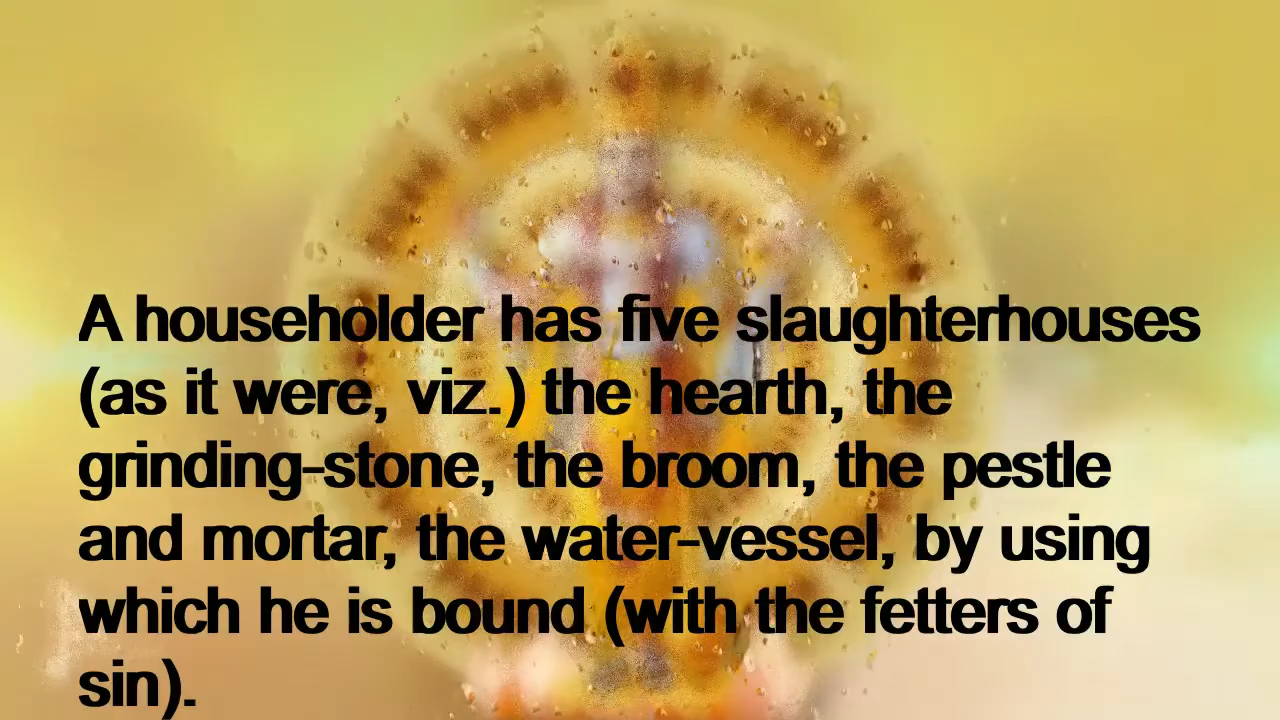 A householder has five slaughterhouses
(as it were, viz.) the hearth, the
grinding-stone, the broom, the pestle
and mortar, the water-vessel, by using
which he is bound (with the fetters of
sin).